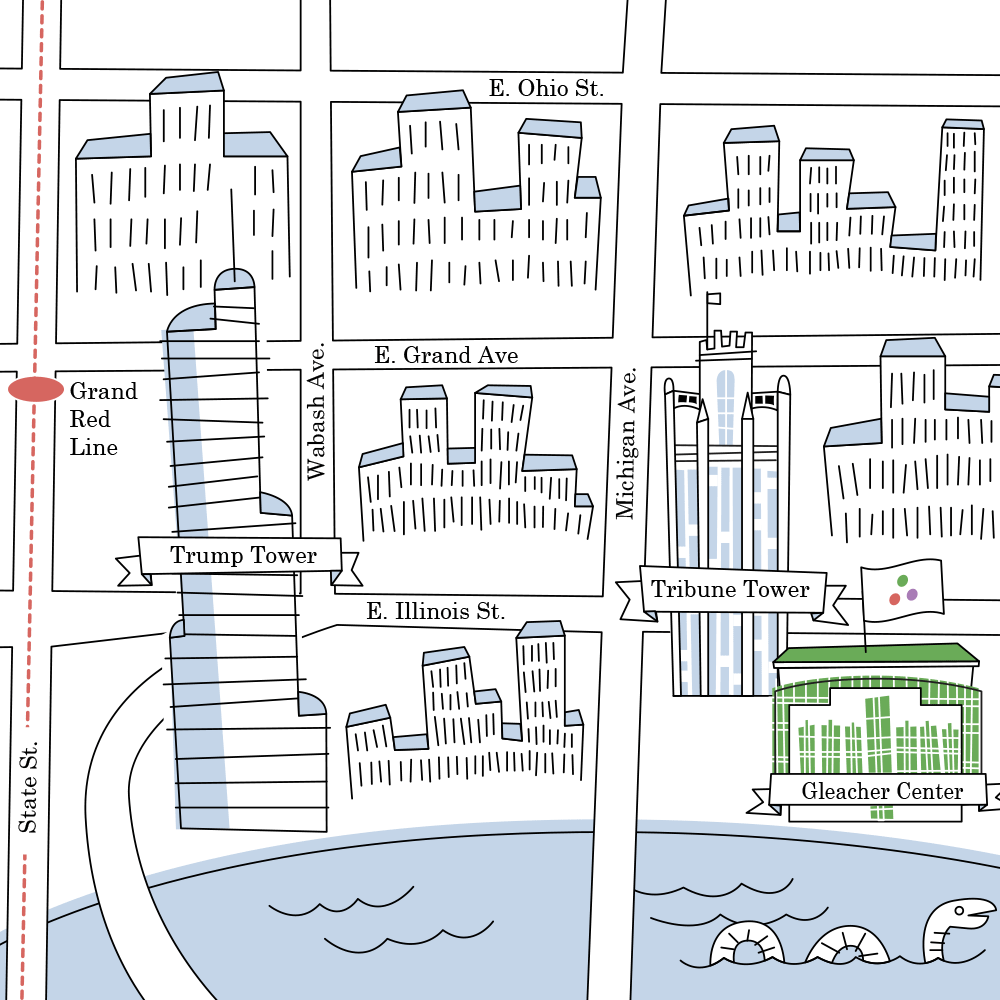 E. Ohio St.
E. Grand Ave
Grand
Red
Line
Wabash Ave.
Michigan Ave.
Trump Tower
Tribune Tower
E. Illinois St.
State St.
Gleacher Center